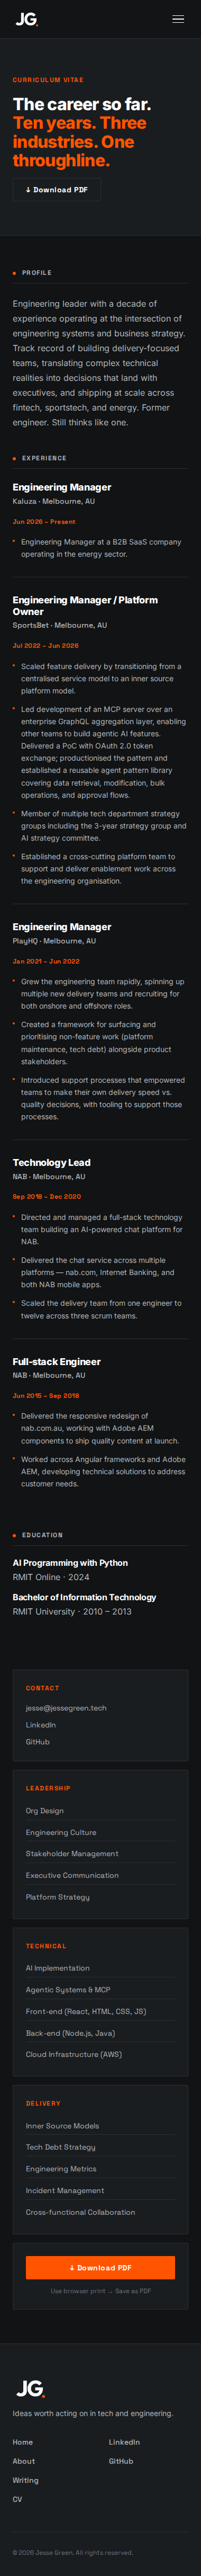 JG.
CURRICULUM VITAE
The career so far.
Ten years. Three
industries. One
throughline.
↓ Download PDF
PROFILE
Engineering leader with a decade of
experience operating at the intersection of
engineering systems and business strategy.
Track record of building delivery-focused
teams, translating complex technical
realities into decisions that land with
executives, and shipping at scale across
fintech, sportstech, and energy. Former
engineer. Still thinks like one.
EXPERIENCE
Engineering Manager
Kaluza · Melbourne, AU
Jun 2026 – Present
Engineering Manager at a B2B SaaS company
operating in the energy sector.
Engineering Manager / Platform
Owner
SportsBet · Melbourne, AU
Jul 2022 – Jun 2026
Scaled feature delivery by transitioning from a
centralised service model to an inner source
platform model.
Led development of an MCP server over an
enterprise GraphQL aggregation layer, enabling
other teams to build agentic AI features.
Delivered a PoC with OAuth 2.0 token
exchange; productionised the pattern and
established a reusable agent pattern library
covering data retrieval, modification, bulk
operations, and approval flows.
Member of multiple tech department strategy
groups including the 3-year strategy group and
AI strategy committee.
Established a cross-cutting platform team to
support and deliver enablement work across
the engineering organisation.
Engineering Manager
PlayHQ · Melbourne, AU
Jan 2021 – Jun 2022
Grew the engineering team rapidly, spinning up
multiple new delivery teams and recruiting for
both onshore and offshore roles.
Created a framework for surfacing and
prioritising non-feature work (platform
maintenance, tech debt) alongside product
stakeholders.
Introduced support processes that empowered
teams to make their own delivery speed vs.
quality decisions, with tooling to support those
processes.
Technology Lead
NAB · Melbourne, AU
Sep 2018 – Dec 2020
Directed and managed a full-stack technology
team building an AI-powered chat platform for
NAB.
Delivered the chat service across multiple
platforms — nab.com, Internet Banking, and
both NAB mobile apps.
Scaled the delivery team from one engineer to
twelve across three scrum teams.
Full-stack Engineer
NAB · Melbourne, AU
Jun 2015 – Sep 2018
Delivered the responsive redesign of
nab.com.au, working with Adobe AEM
components to ship quality content at launch.
Worked across Angular frameworks and Adobe
AEM, developing technical solutions to address
customer needs.
EDUCATION
AI Programming with Python
RMIT Online · 2024
Bachelor of Information Technology
RMIT University · 2010 – 2013
CONTACT
jesse@jessegreen.tech
LinkedIn
GitHub
LEADERSHIP
Org Design
Engineering Culture
Stakeholder Management
Executive Communication
Platform Strategy
TECHNICAL
AI Implementation
Agentic Systems & MCP
Front-end (React, HTML, CSS, JS)
Back-end (Node.js, Java)
Cloud Infrastructure (AWS)
DELIVERY
Inner Source Models
Tech Debt Strategy
Engineering Metrics
Incident Management
Cross-functional Collaboration
↓ Download PDF
Use browser print → Save as PDF
JG.
Ideas worth acting on in tech and engineering.
Home
LinkedIn
About
GitHub
Writing
CV
© 2026 Jesse Green. All rights reserved.